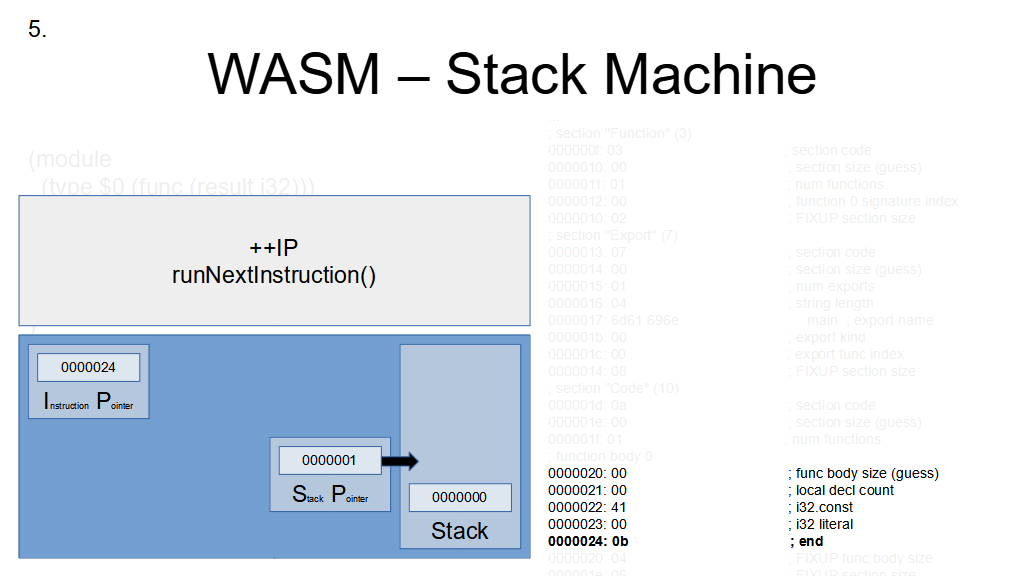 5.
WASM – Stack Machine
(module
(type $0 (func (result i32)))
++IP
runNextInstruction()
0000024
Instruction Pointer
0000001
Stack Pointer
0000000
Stack
...
; section "Function" (3)
000000f: 03 ; section code
0000010: 00 ; section size (guess)
0000011: 01 ; num functions
0000012: 00 ; function 0 signature index
0000010: 02 ; FIXUP section size
; section "Export" (7)
0000013: 07 ; section code
0000014: 00 ; section size (guess)
0000015: 01 ; num exports
0000016: 04 ; string length
0000017: 6d61 696e main ; export name
000001b: 00 ; export kind
000001c: 00 ; export func index
0000014: 08 ; FIXUP section size
; section "Code" (10)
000001d: 0a ; section code
000001e: 00 ; section size (guess)
000001f: 01 ; num functions
; function body 0
0000020: 00 ; func body size (guess)
0000021: 00 ; local decl count
0000022: 41 ; i32.const
0000023: 00 ; i32 literal
0000024: 0b ; end
0000020: 04 ; FIXUP func body size
000001e: 06 ; FIXUP section size